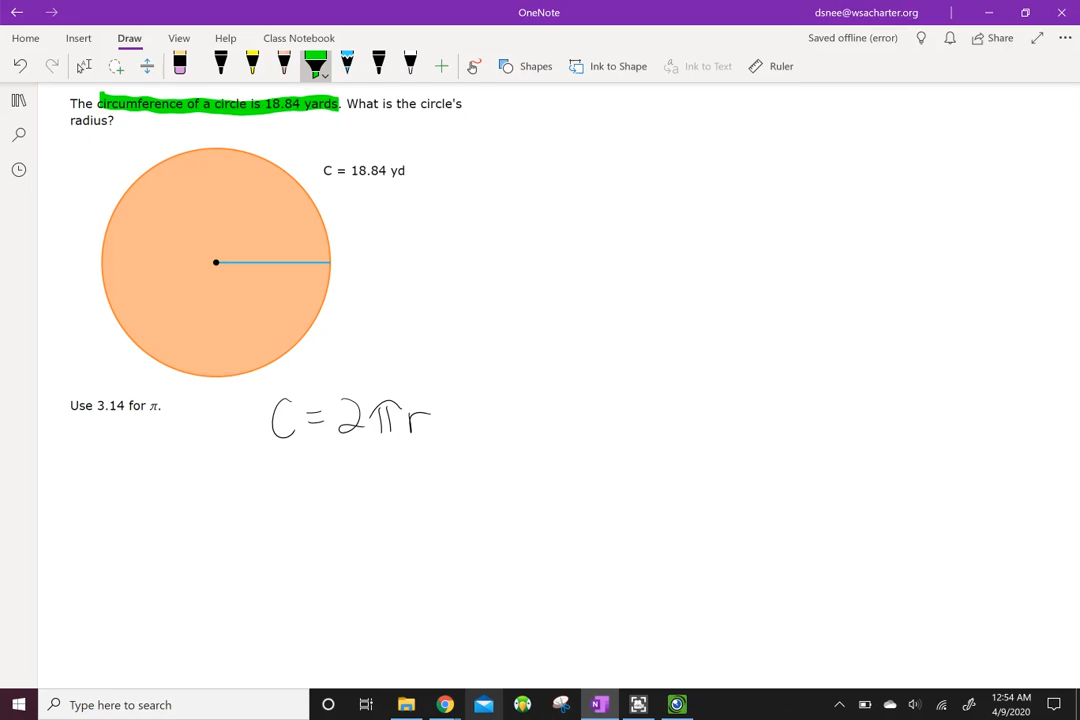 OneNote
dsnee@wsacharter.org
Home Insert Draw View Help Class Notebook
Saved offline (error) Share
Shapes Ink to Shape Ink to Text Ruler
The circumference of a circle is 18.84 yards. What is the circle's
radius?
C = 18.84 yd
Use 3.14 for π.
C = 2πr
Type here to search
12:54 AM
4/9/2020